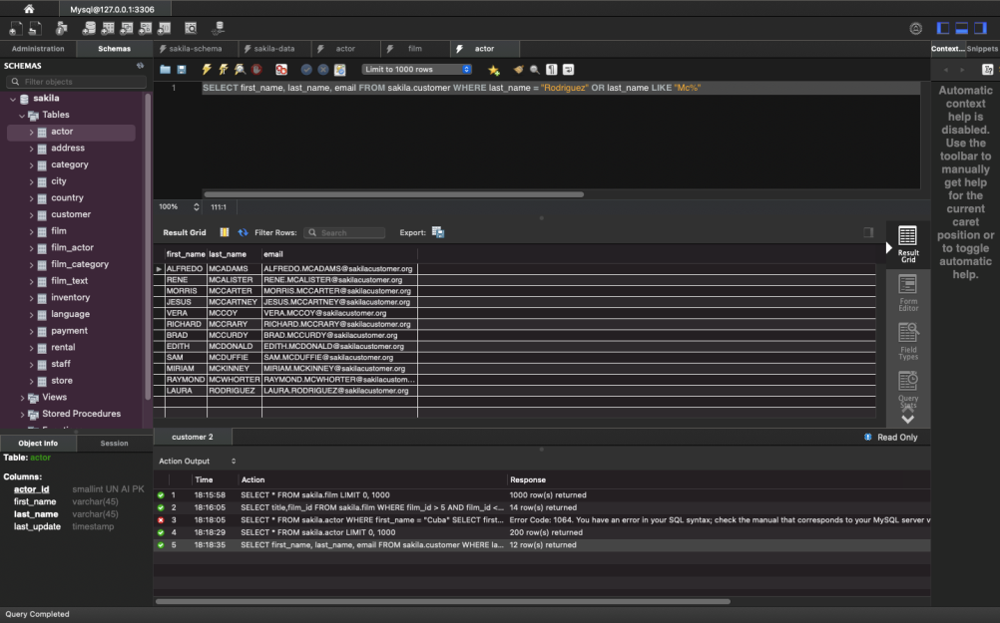 Mysql@127.0.0.1:3306
Administration Schemas sakila-schema sakila-data actor film actor Context... Snippets
SCHEMAS
Filter objects
sakila
Tables
actor
address
category
city
country
customer
film
film_actor
film_category
film_text
inventory
language
payment
rental
staff
store
Views
Stored Procedures
Limit to 1000 rows
1 SELECT first_name, last_name, email FROM sakila.customer WHERE last_name = "Rodriguez" OR last_name LIKE "Mc%"
100% 111:1
Result Grid Filter Rows: Search Export:
first_name last_name email
ALFREDO MCADAMS ALFREDO.MCADAMS@sakilacustomer.org
RENE MCALISTER RENE.MCALISTER@sakilacustomer.org
MORRIS MCCARTER MORRIS.MCCARTER@sakilacustomer.org
JESUS MCCARTNEY JESUS.MCCARTNEY@sakilacustomer.org
VERA MCCOY VERA.MCCOY@sakilacustomer.org
RICHARD MCCRARY RICHARD.MCCRARY@sakilacustomer.org
BRAD MCCURDY BRAD.MCCURDY@sakilacustomer.org
EDITH MCDONALD EDITH.MCDONALD@sakilacustomer.org
SAM MCDUFFIE SAM.MCDUFFIE@sakilacustomer.org
MIRIAM MCKINNEY MIRIAM.MCKINNEY@sakilacustomer.org
RAYMOND MCWHORTER RAYMOND.MCWHORTER@sakilacustom...
LAURA RODRIGUEZ LAURA.RODRIGUEZ@sakilacustomer.org
Result
Grid
Form
Editor
Field
Types
Query
Stats
Automatic
context
help is
disabled.
Use the
toolbar to
manually
get help
for the
current
caret
position or
to toggle
automatic
help.
customer 2 Read Only
Object Info Session
Table: actor
Columns:
actor_id smallint UN AI PK
first_name varchar(45)
last_name varchar(45)
last_update timestamp
Action Output
Time Action Response
1 18:15:58 SELECT * FROM sakila.film LIMIT 0, 1000 1000 row(s) returned
2 18:16:05 SELECT title,film_id FROM sakila.film WHERE film_id > 5 AND film_id <... 14 row(s) returned
3 18:18:05 SELECT * FROM sakila.actor WHERE first_name = "Cuba" SELECT first... Error Code: 1064. You have an error in your SQL syntax; check the manual that corresponds to your MySQL server v
4 18:18:29 SELECT * FROM sakila.actor LIMIT 0, 1000 200 row(s) returned
5 18:18:35 SELECT first_name, last_name, email FROM sakila.customer WHERE la... 12 row(s) returned
Query Completed